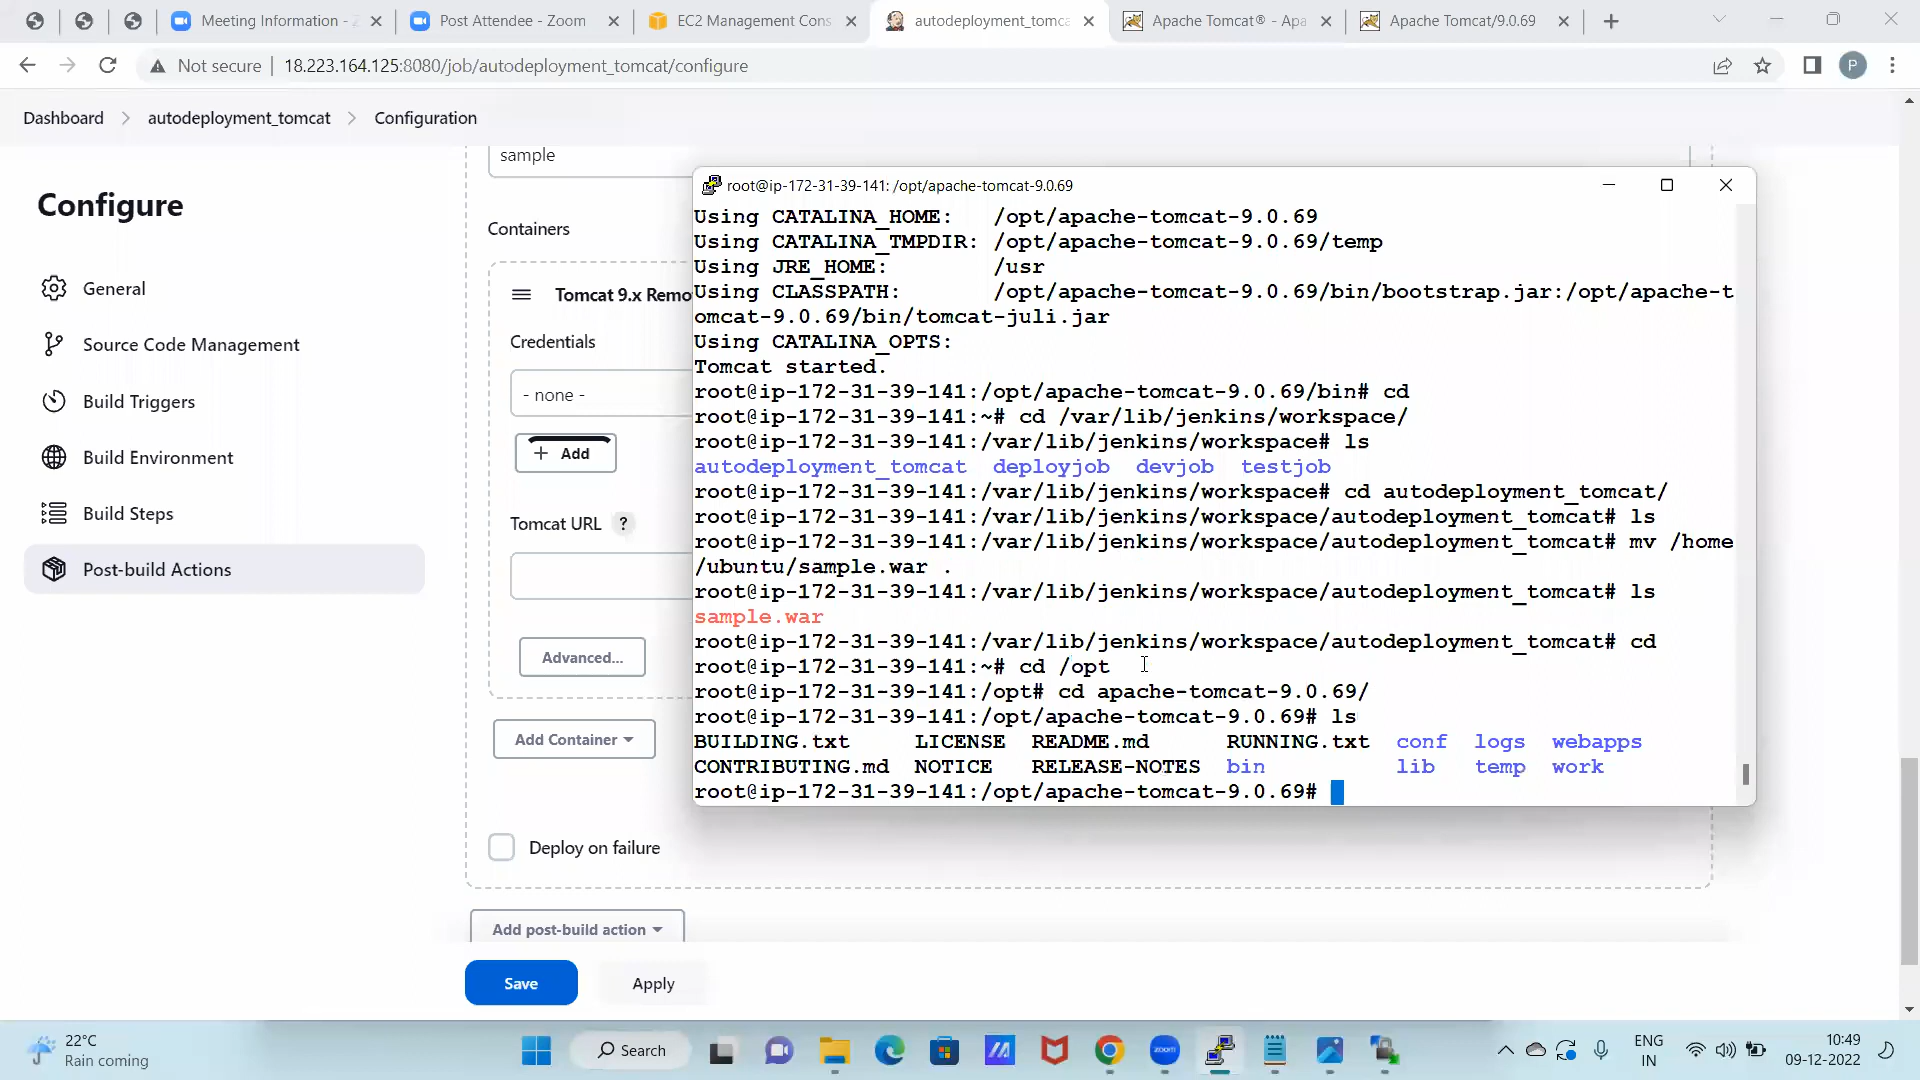 Meeting Information - Z
Post Attendee - Zoom
EC2 Management Cons
autodeployment_tomca
Apache Tomcat® - Apa
Apache Tomcat/9.0.69
Not secure
18.223.164.125:8080/job/autodeployment_tomcat/configure
P
Dashboard
autodeployment_tomcat
Configuration
Configure
General
Source Code Management
Build Triggers
Build Environment
Build Steps
Post-build Actions
sample
Containers
Tomcat 9.x Remo
Credentials
- none -
+ Add
Tomcat URL ?
Advanced...
Add Container
Deploy on failure
Add post-build action
Save
Apply
root@ip-172-31-39-141: /opt/apache-tomcat-9.0.69
Using CATALINA_HOME: /opt/apache-tomcat-9.0.69
Using CATALINA_TMPDIR: /opt/apache-tomcat-9.0.69/temp
Using JRE_HOME: /usr
Using CLASSPATH: /opt/apache-tomcat-9.0.69/bin/bootstrap.jar:/opt/apache-t
omcat-9.0.69/bin/tomcat-juli.jar
Using CATALINA_OPTS:
Tomcat started.
root@ip-172-31-39-141:/opt/apache-tomcat-9.0.69/bin# cd
root@ip-172-31-39-141:~# cd /var/lib/jenkins/workspace/
root@ip-172-31-39-141:/var/lib/jenkins/workspace# ls
autodeployment_tomcat deployjob devjob testjob
root@ip-172-31-39-141:/var/lib/jenkins/workspace# cd autodeployment_tomcat/
root@ip-172-31-39-141:/var/lib/jenkins/workspace/autodeployment_tomcat# ls
root@ip-172-31-39-141:/var/lib/jenkins/workspace/autodeployment_tomcat# mv /home
/ubuntu/sample.war .
root@ip-172-31-39-141:/var/lib/jenkins/workspace/autodeployment_tomcat# ls
sample.war
root@ip-172-31-39-141:/var/lib/jenkins/workspace/autodeployment_tomcat# cd
root@ip-172-31-39-141:~# cd /opt
root@ip-172-31-39-141:/opt# cd apache-tomcat-9.0.69/
root@ip-172-31-39-141:/opt/apache-tomcat-9.0.69# ls
BUILDING.txt LICENSE README.md RUNNING.txt conf logs webapps
CONTRIBUTING.md NOTICE RELEASE-NOTES bin lib temp work
root@ip-172-31-39-141:/opt/apache-tomcat-9.0.69#
22°C
Rain coming
Search
zoom
ENG
IN
10:49
09-12-2022